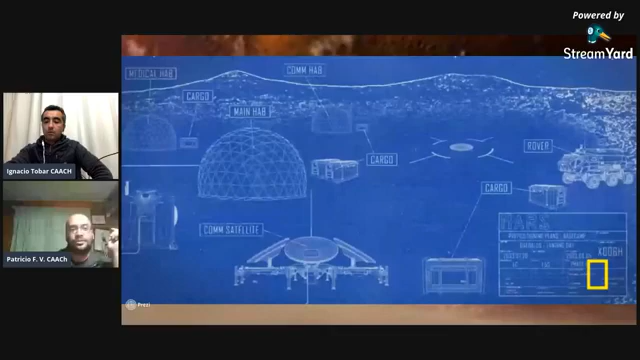 Powered by
StreamYard
MEDICAL HAB
COMM HAB
CARGO
MAIN HAB
CARGO
ROVER
CARGO
COMM SATELLITE
MARS
Ignacio Tobar CAACH
Patricio F. V. CAACh
Prezi